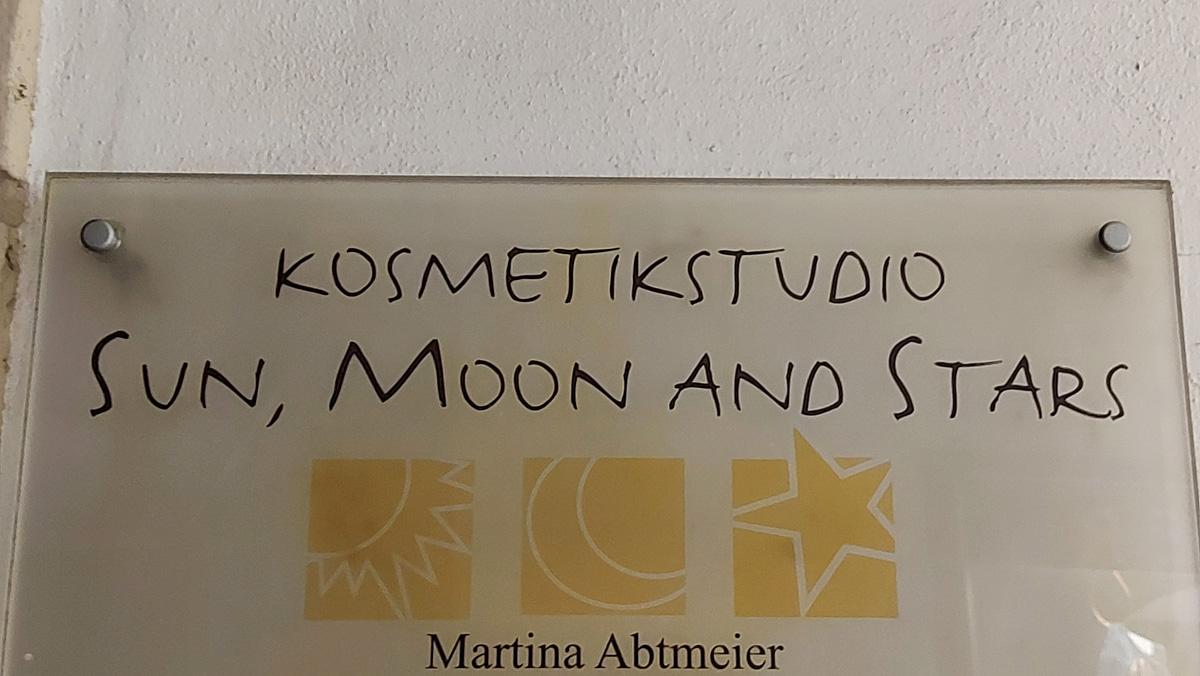 KOSMETIKSTUDIO
SUN, MOON AND STARS
Martina Abtmeier